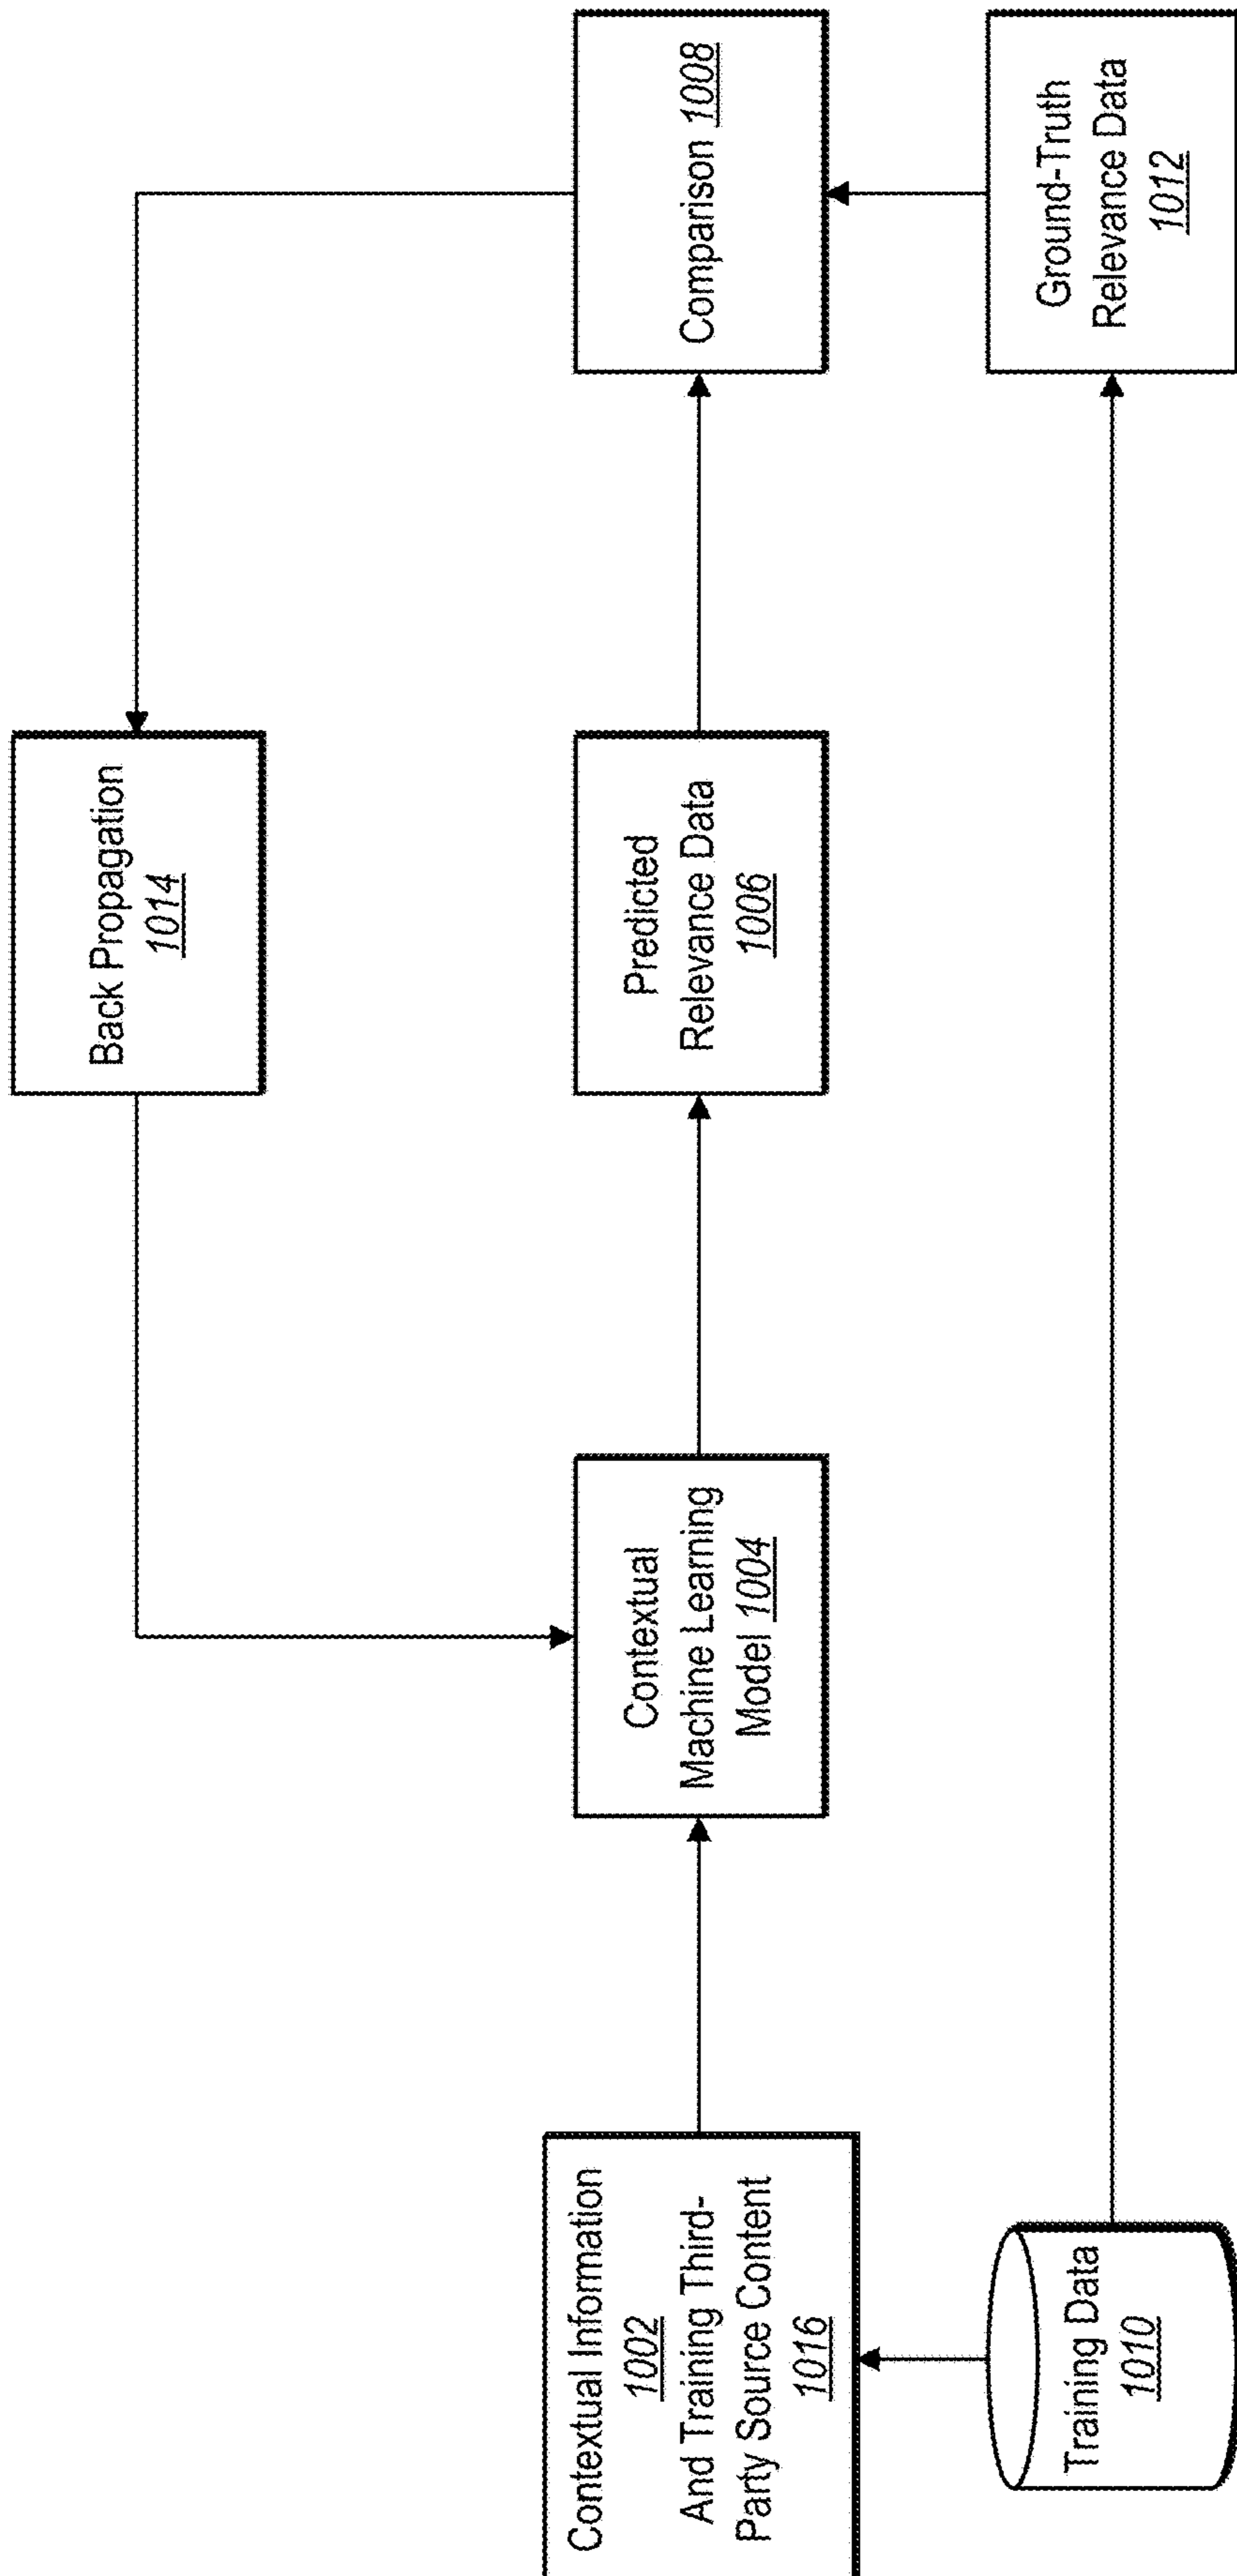 Back Propagation
1014
Contextual Information
1002
And Training Third-
Party Source Content
1016
Contextual
Machine Learning
Model 1004
Predicted
Relevance Data
1006
Comparison 1008
Training Data
1010
Ground-Truth
Relevance Data
1012